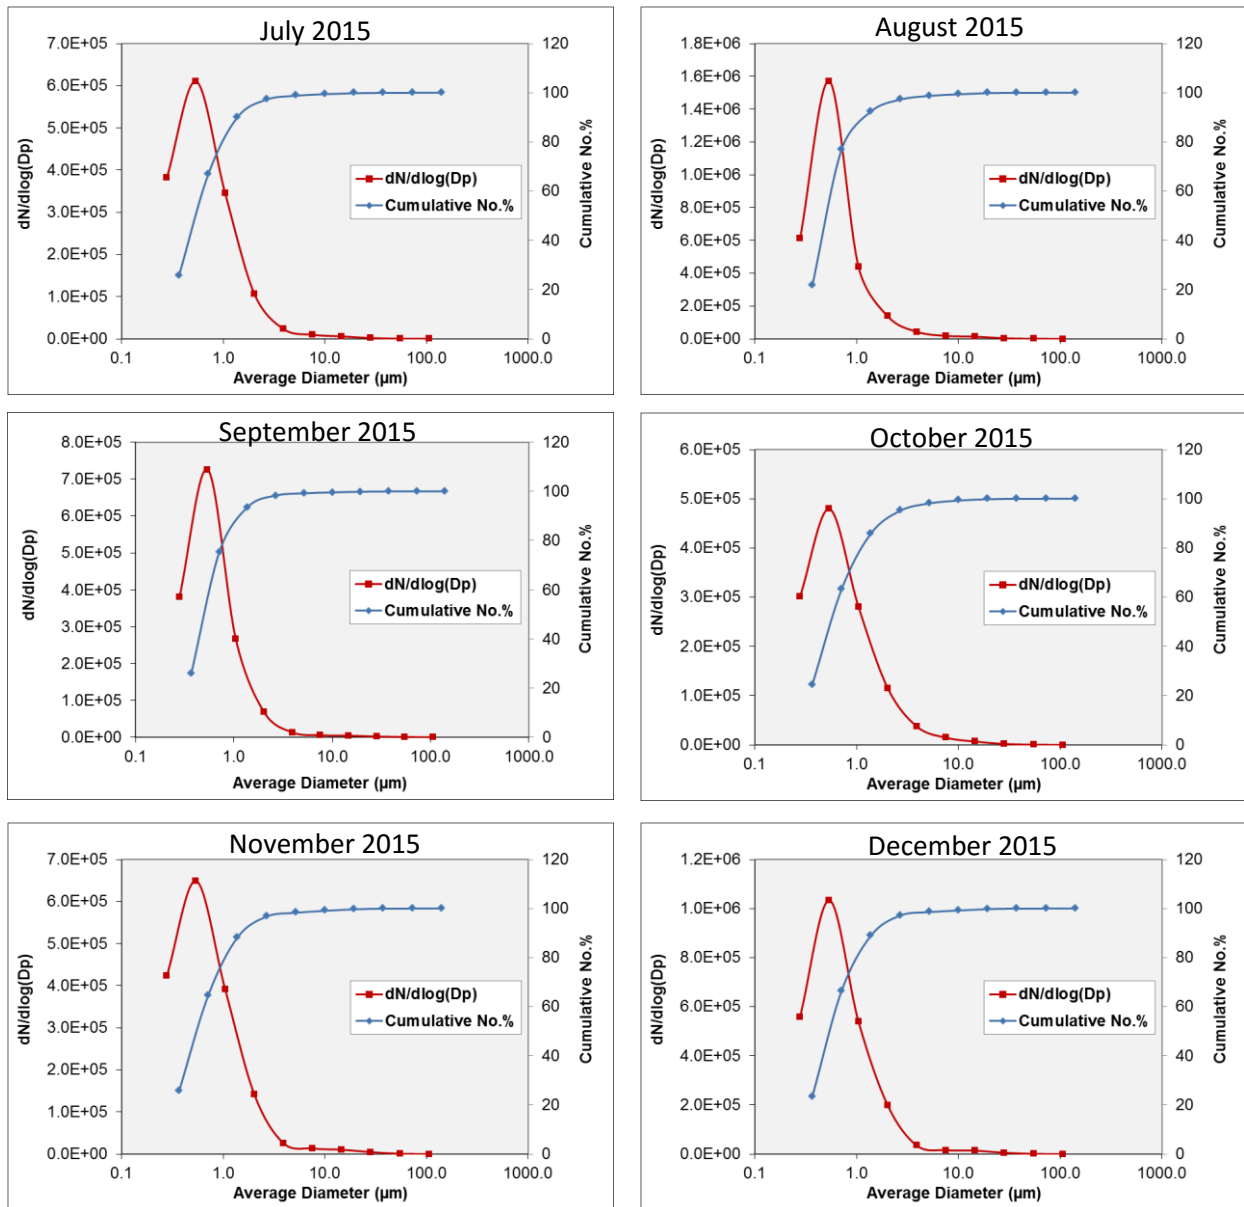 July 2015
7.0E+05
6.0E+05
5.0E+05
4.0E+05
3.0E+05
2.0E+05
1.0E+05
0.0E+00
dN/dlog(Dp)
120
100
80
60
40
20
0
Cumulative No.%
dN/dlog(Dp)
Cumulative No.%
0.1 1.0 10.0 100.0 1000.0
Average Diameter (µm)
August 2015
1.8E+06
1.6E+06
1.4E+06
1.2E+06
1.0E+06
8.0E+05
6.0E+05
4.0E+05
2.0E+05
0.0E+00
dN/dlog(Dp)
120
100
80
60
40
20
0
Cumulative No.%
dN/dlog(Dp)
Cumulative No.%
0.1 1.0 10.0 100.0 1000.0
Average Diameter (µm)
September 2015
8.0E+05
7.0E+05
6.0E+05
5.0E+05
4.0E+05
3.0E+05
2.0E+05
1.0E+05
0.0E+00
dN/dlog(Dp)
120
100
80
60
40
20
0
Cumulative No.%
dN/dlog(Dp)
Cumulative No.%
0.1 1.0 10.0 100.0 1000.0
Average Diameter (µm)
October 2015
6.0E+05
5.0E+05
4.0E+05
3.0E+05
2.0E+05
1.0E+05
0.0E+00
dN/dlog(Dp)
120
100
80
60
40
20
0
Cumulative No.%
dN/dlog(Dp)
Cumulative No.%
0.1 1.0 10.0 100.0 1000.0
Average Diameter (µm)
November 2015
7.0E+05
6.0E+05
5.0E+05
4.0E+05
3.0E+05
2.0E+05
1.0E+05
0.0E+00
dN/dlog(Dp)
120
100
80
60
40
20
0
Cumulative No.%
dN/dlog(Dp)
Cumulative No.%
0.1 1.0 10.0 100.0 1000.0
Average Diameter (µm)
December 2015
1.2E+06
1.0E+06
8.0E+05
6.0E+05
4.0E+05
2.0E+05
0.0E+00
dN/dlog(Dp)
120
100
80
60
40
20
0
Cumulative No.%
dN/dlog(Dp)
Cumulative No.%
0.1 1.0 10.0 100.0 1000.0
Average Diameter (µm)